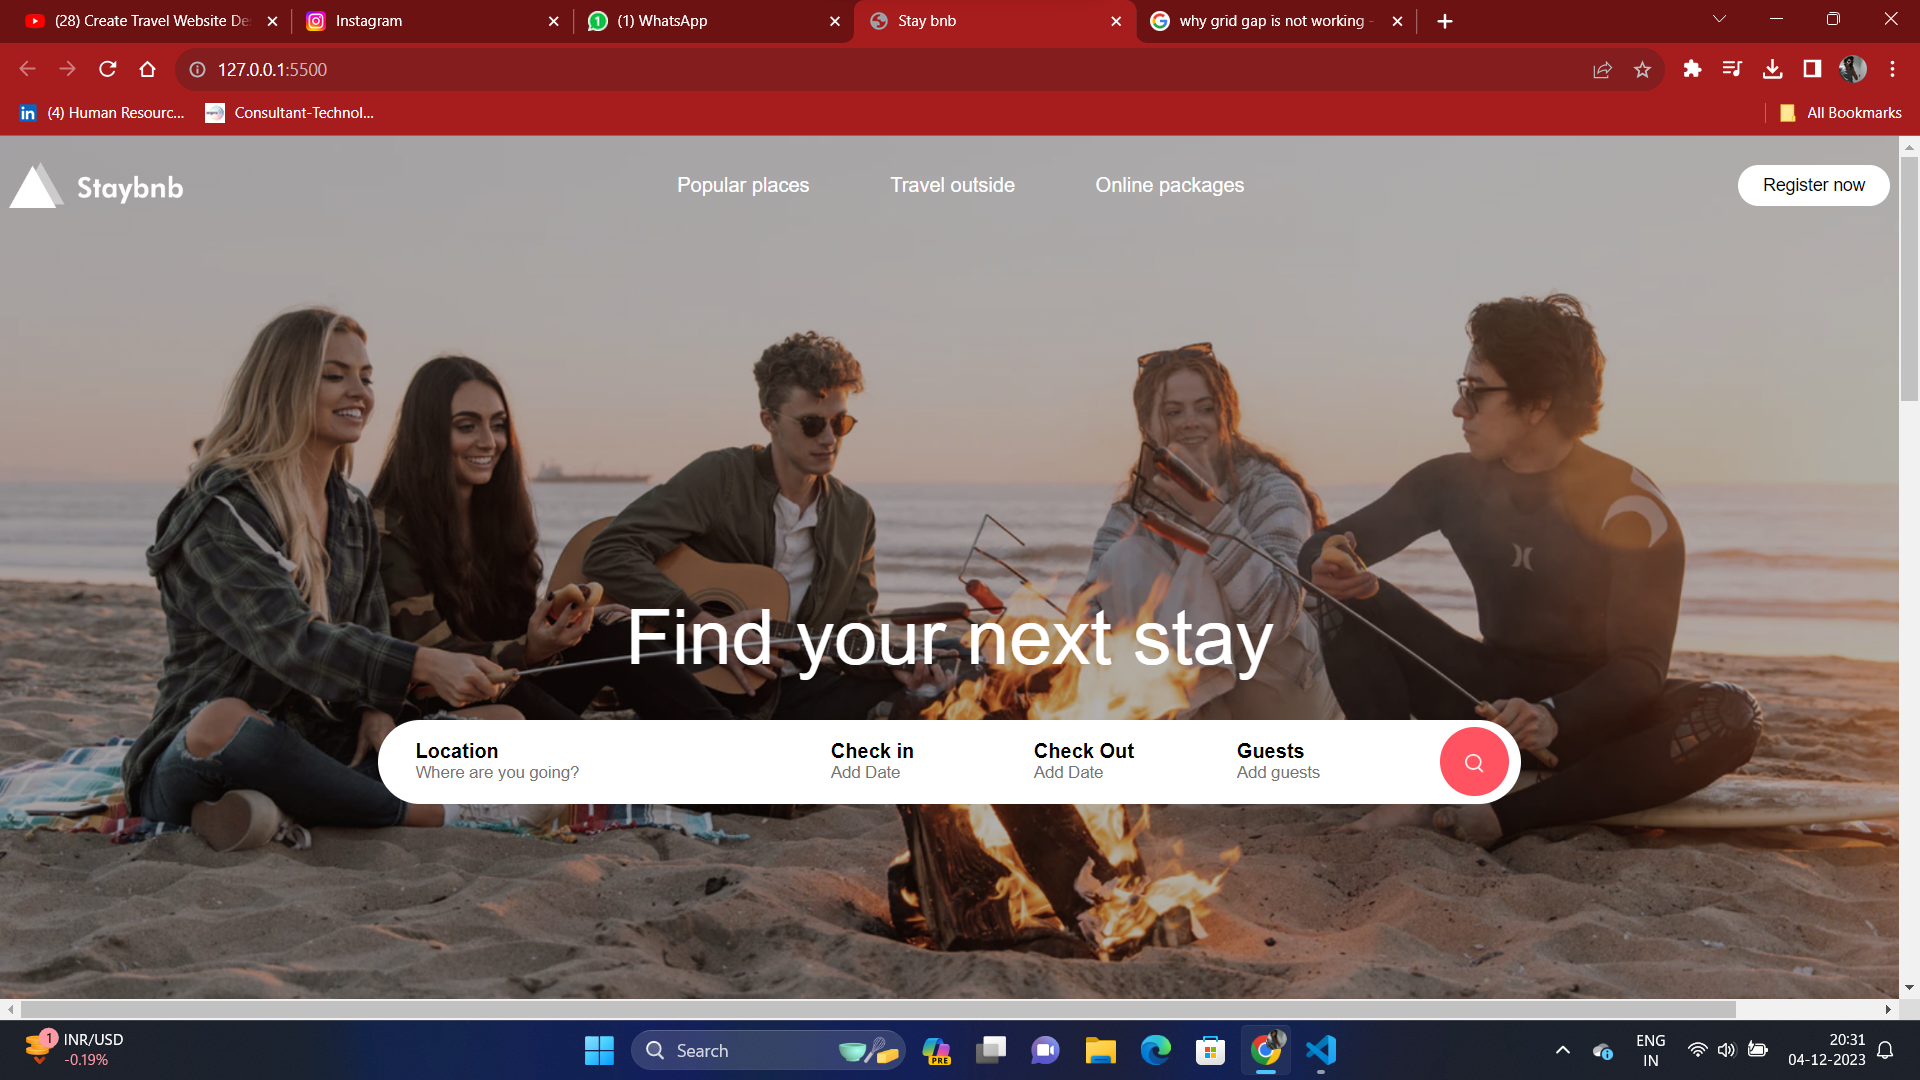 (28) Create Travel Website De
Instagram
(1) WhatsApp
Stay bnb
why grid gap is not working -
127.0.0.1:5500
(4) Human Resourc...
Consultant-Technol...
All Bookmarks
Staybnb
Popular places
Travel outside
Online packages
Register now
Find your next stay
Location
Where are you going?
Check in
Add Date
Check Out
Add Date
Guests
Add guests
1
INR/USD
-0.19%
Search
PRE
ENG
IN
20:31
04-12-2023